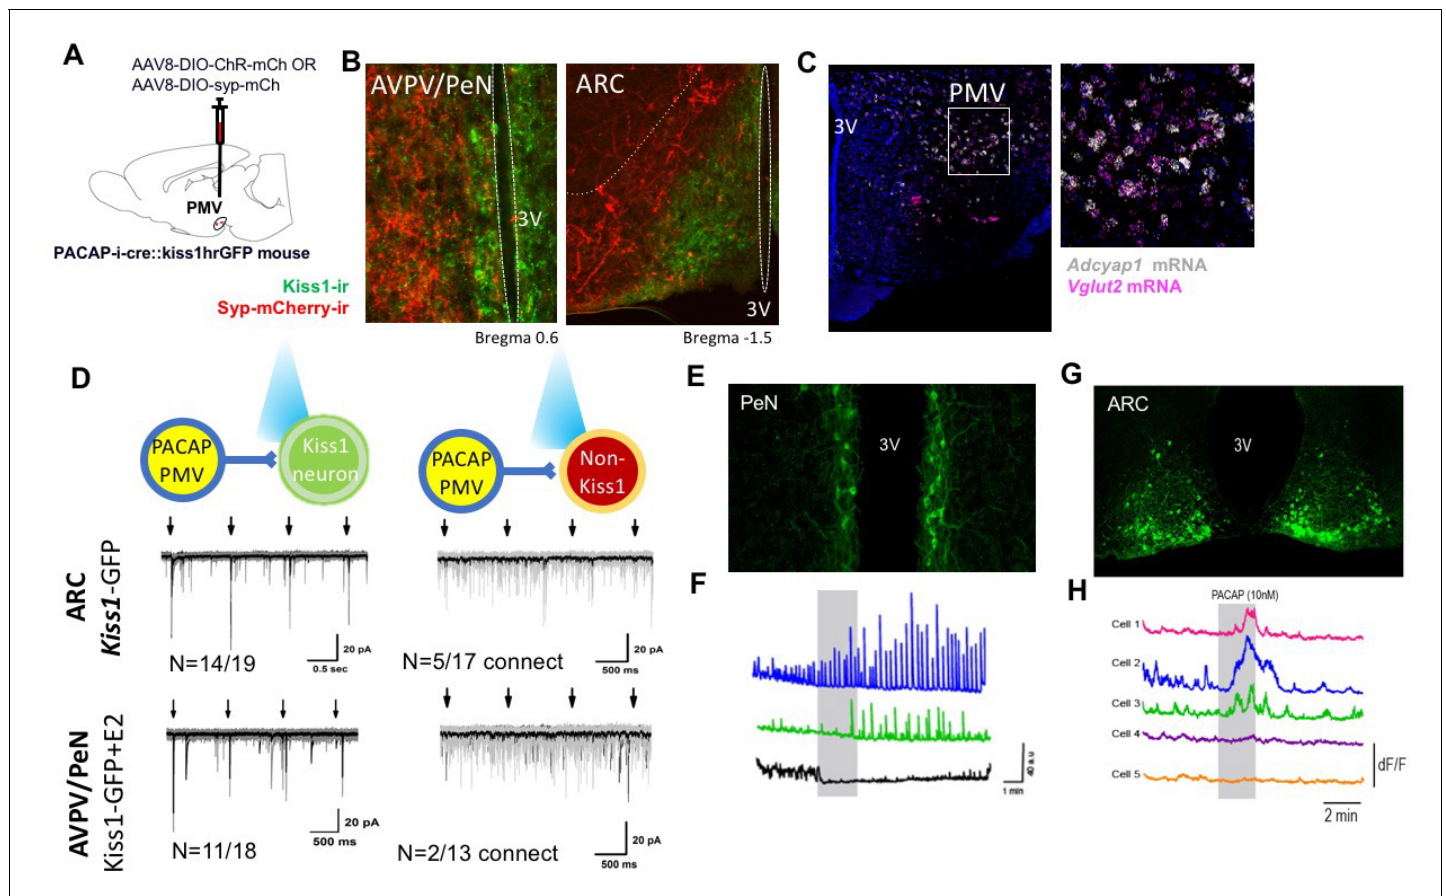 A
AAV8-DIO-ChR-mCh OR
AAV8-DIO-syp-mCh
PMV
PACAP-i-cre::kiss1hrGFP mouse
Kiss1-ir
Syp-mCherry-ir
B
AVPV/PeN
3V
Bregma 0.6
ARC
3V
Bregma -1.5
C
PMV
3V
Adcyap1 mRNA
Vglut2 mRNA
D
PACAP
PMV
Kiss1
neuron
PACAP
PMV
Non-
Kiss1
ARC
Kiss1-GFP
N=14/19
20 pA
0.5 sec
N=5/17 connect
20 pA
500 ms
AVPV/PeN
Kiss1-GFP+E2
N=11/18
20 pA
500 ms
N=2/13 connect
20 pA
500 ms
E
PeN
3V
F
40 a.u
1 min
G
ARC
3V
H
PACAP (10nM)
Cell 1
Cell 2
Cell 3
Cell 4
Cell 5
dF/F
2 min